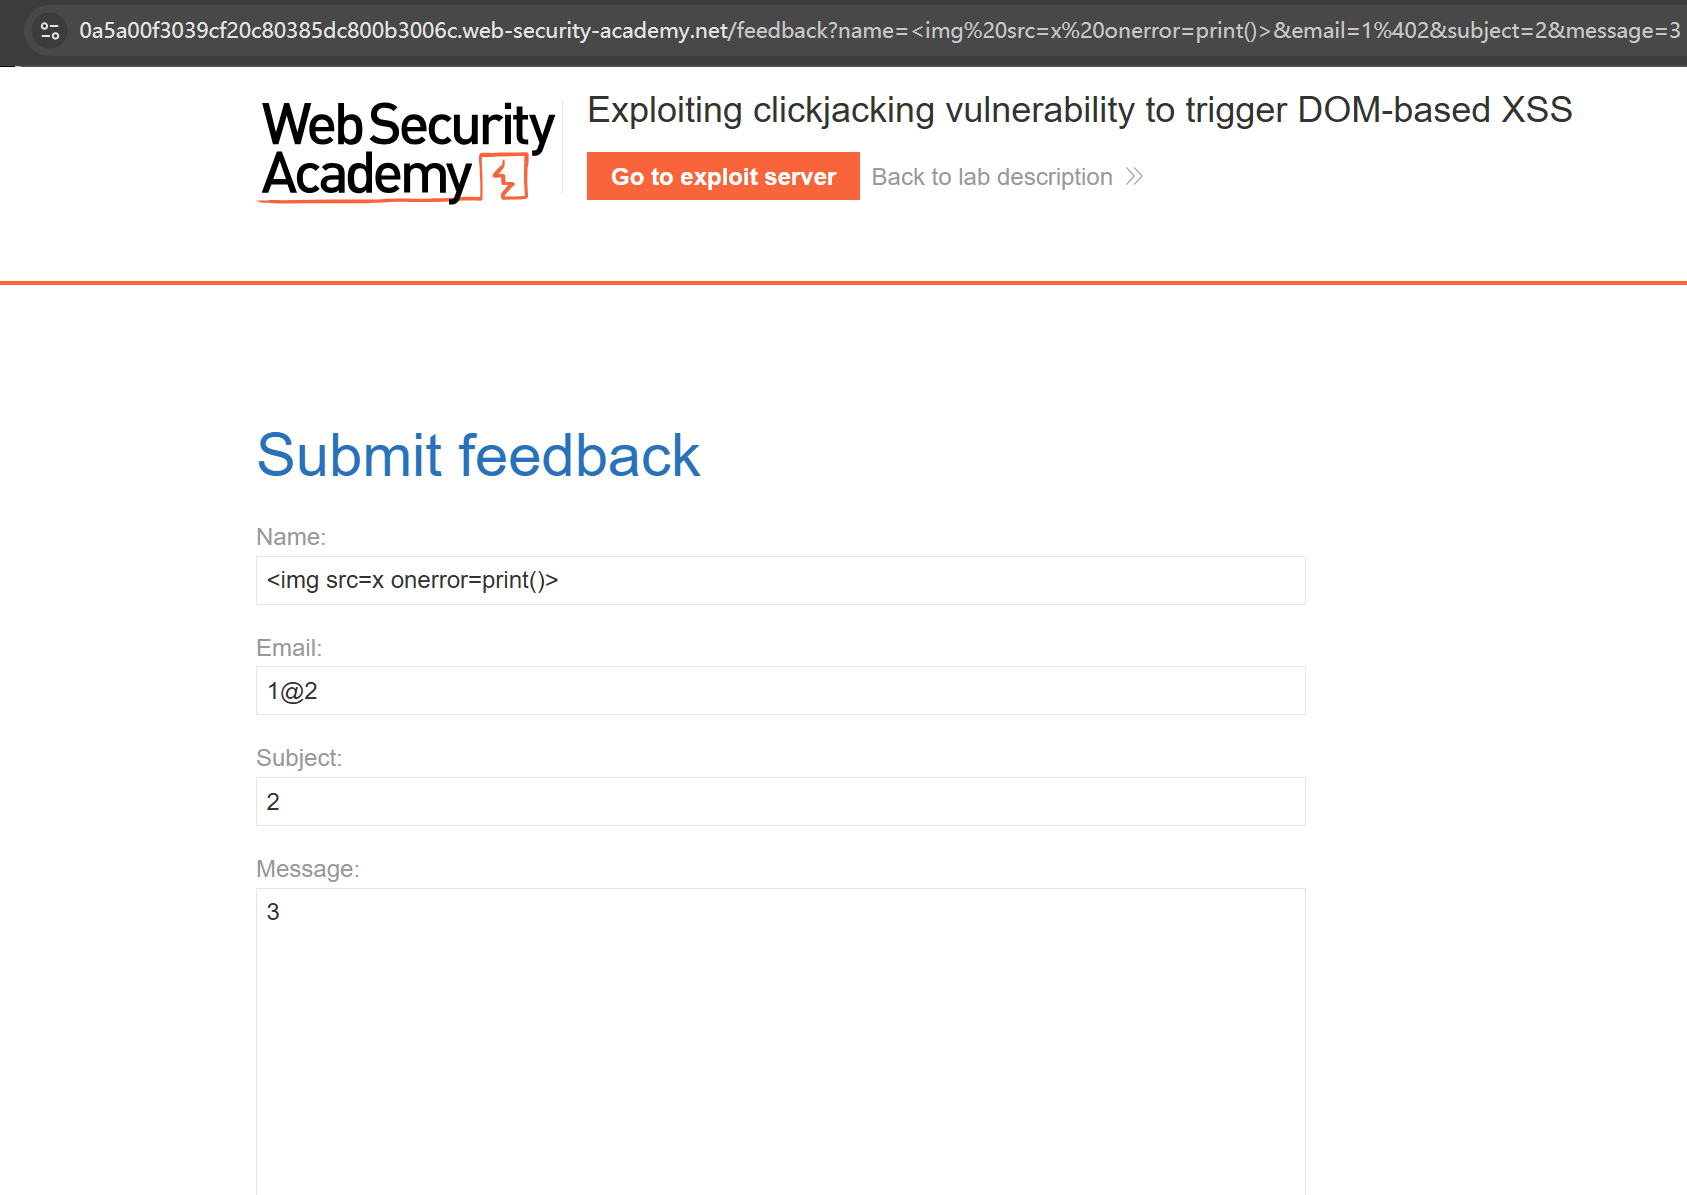 0a5a00f3039cf20c80385dc800b3006c.web-security-academy.net/feedback?name=<img%20src=x%20onerror=print()>&email=1%402&subject=2&message=3
WebSecurity
Academy
Exploiting clickjacking vulnerability to trigger DOM-based XSS
Go to exploit server
Back to lab description
Submit feedback
Name:
<img src=x onerror=print()>
Email:
1@2
Subject:
2
Message:
3